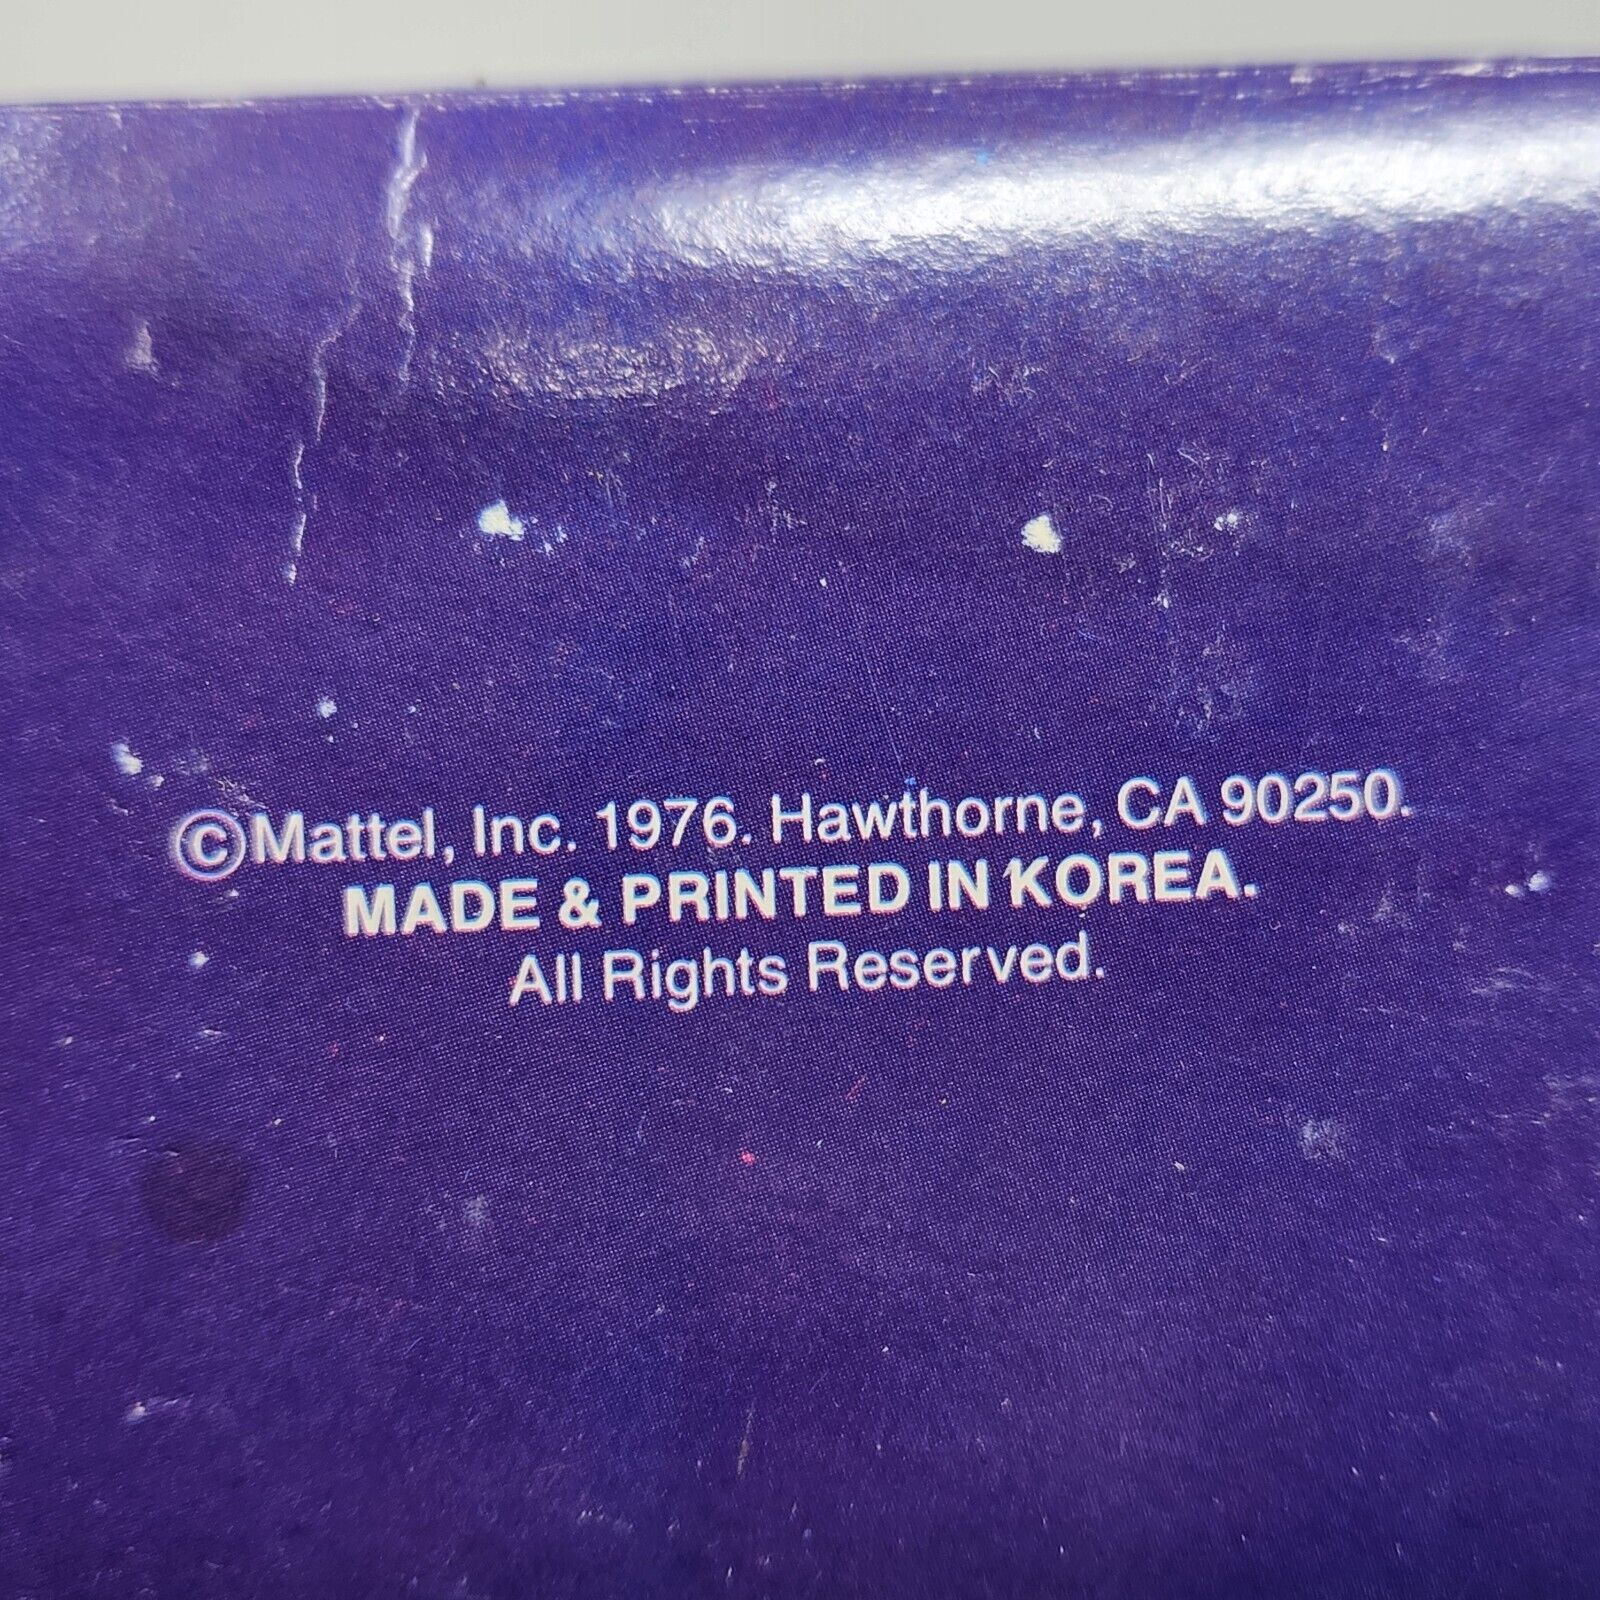 ©Mattel, Inc. 1976. Hawthorne, CA 90250.
MADE & PRINTED IN KOREA.
All Rights Reserved.